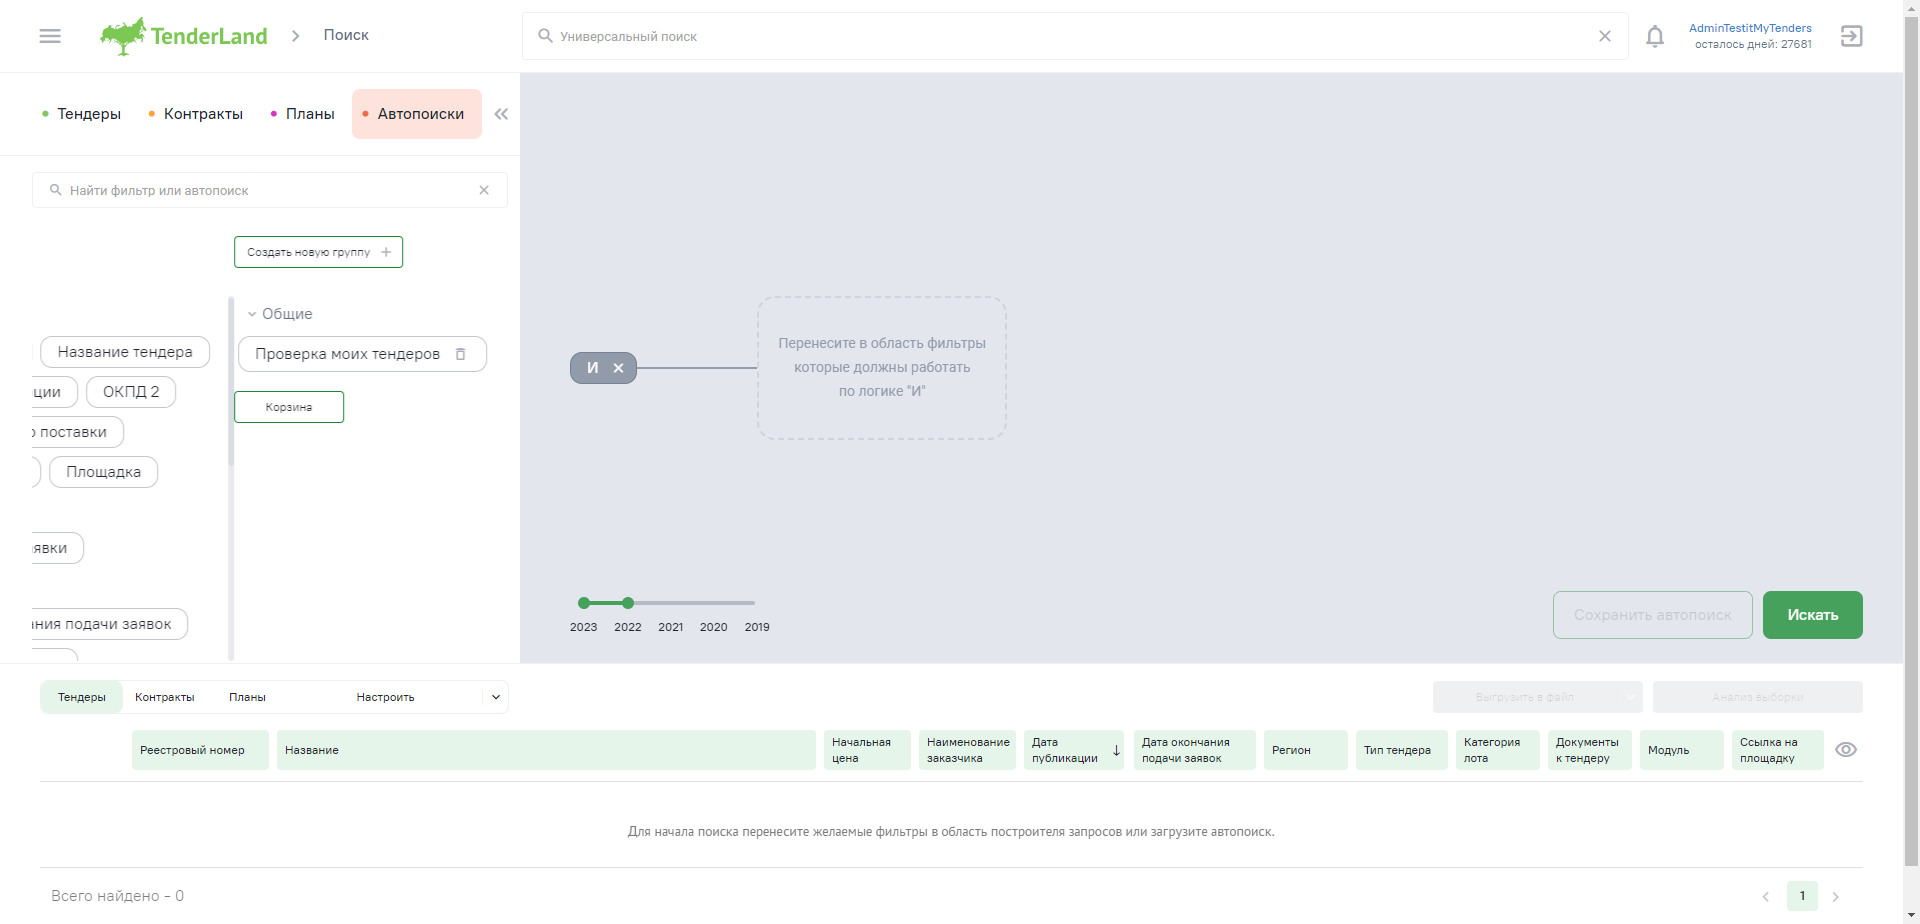 TenderLand
Поиск
Универсальный поиск
AdminTestitMyTenders
осталось дней: 27681
Тендеры
Контракты
Планы
Автопоиски
Найти фильтр или автопоиск
Создать новую группу
Общие
Название тендера
Проверка моих тендеров
ции
ОКПД 2
Корзина
о поставки
Площадка
явки
ания подачи заявок
И
Перенесите в область фильтры
которые должны работать
по логике "И"
2023
2022
2021
2020
2019
Сохранить автопоиск
Искать
Тендеры
Контракты
Планы
Настроить
Выгрузить в файл
Анализ выборки
Реестровый номер
Название
Начальная
цена
Наименование
заказчика
Дата
публикации
Дата окончания
подачи заявок
Регион
Тип тендера
Категория
лота
Документы
к тендеру
Модуль
Ссылка на
площадку
Для начала поиска перенесите желаемые фильтры в область построителя запросов или загрузите автопоиск.
Всего найдено - 0
1